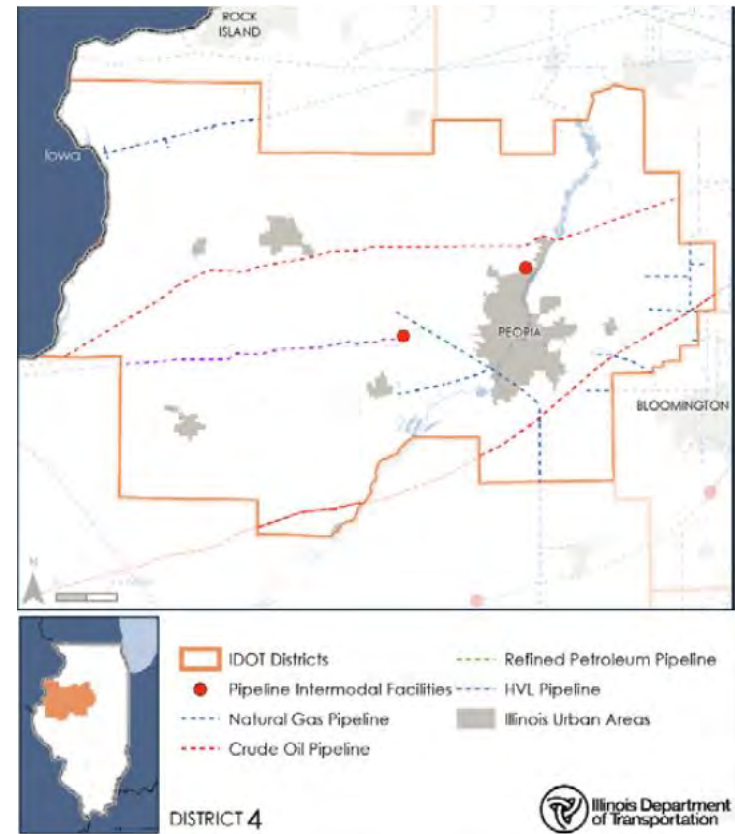 ROCK
ISLAND
Iowa
PEORIA
BLOOMINGTON
N
IDOT Districts
Pipeline Intermodal Facilities
Natural Gas Pipeline
Crude Oil Pipeline
Refined Petroleum Pipeline
HVL Pipeline
Illinois Urban Areas
DISTRICT 4
Illinois Department
of Transportation